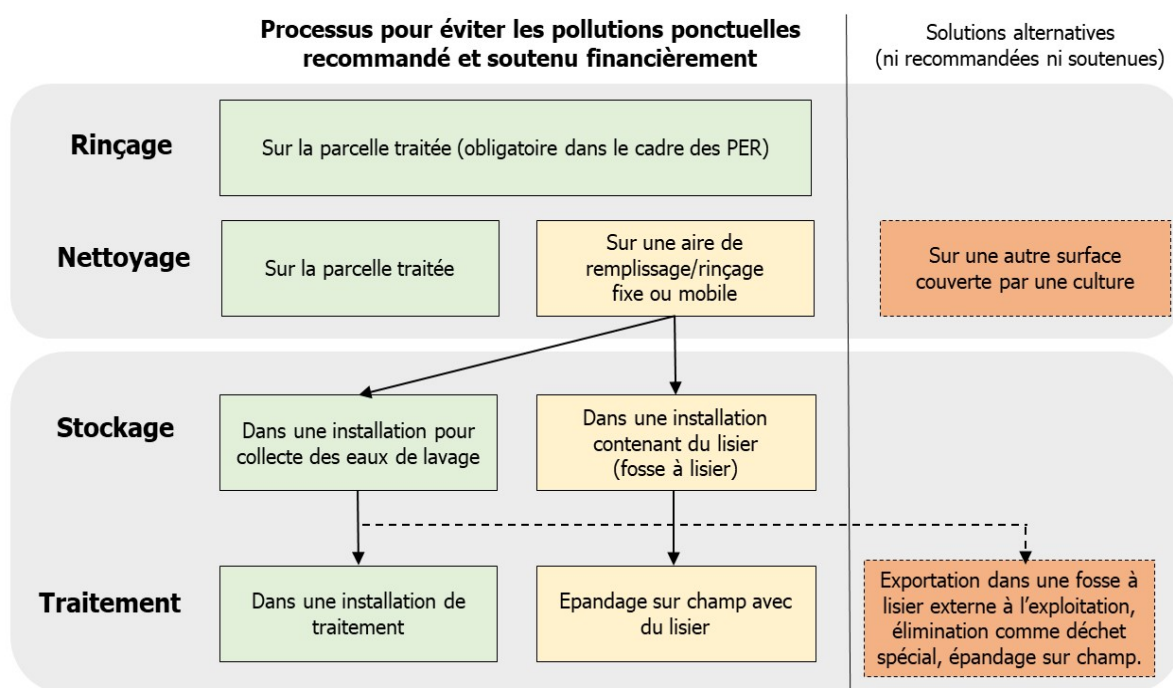 Processus pour éviter les pollutions ponctuelles
recommandé et soutenu financièrement
Solutions alternatives
(ni recommandées ni soutenues)
Rinçage
Sur la parcelle traitée (obligatoire dans le cadre des PER)
Nettoyage
Sur la parcelle traitée
Sur une aire de
remplissage/rinçage
fixe ou mobile
Sur une autre surface
couverte par une culture
Stockage
Dans une installation pour
collecte des eaux de lavage
Dans une installation
contenant du lisier
(fosse à lisier)
Traitement
Dans une installation de
traitement
Epandage sur champ avec
du lisier
Exportation dans une fosse à
lisier externe à l’exploitation,
élimination comme déchet
spécial, épandage sur champ.